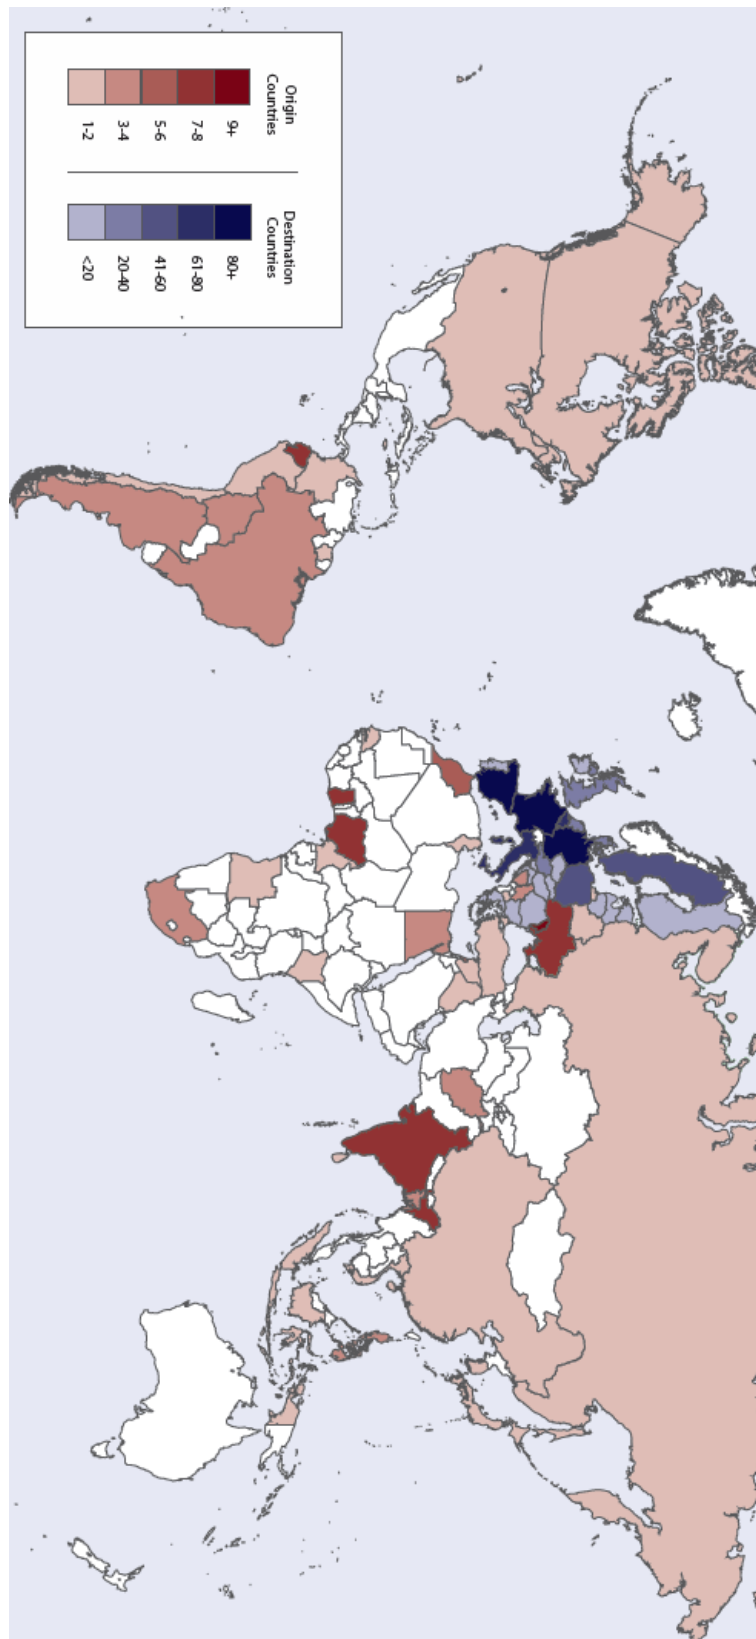 Origin
Countries
1-2
3-4
5-6
7-8
9+
Destination
Countries
<20
20-40
41-60
61-80
80+